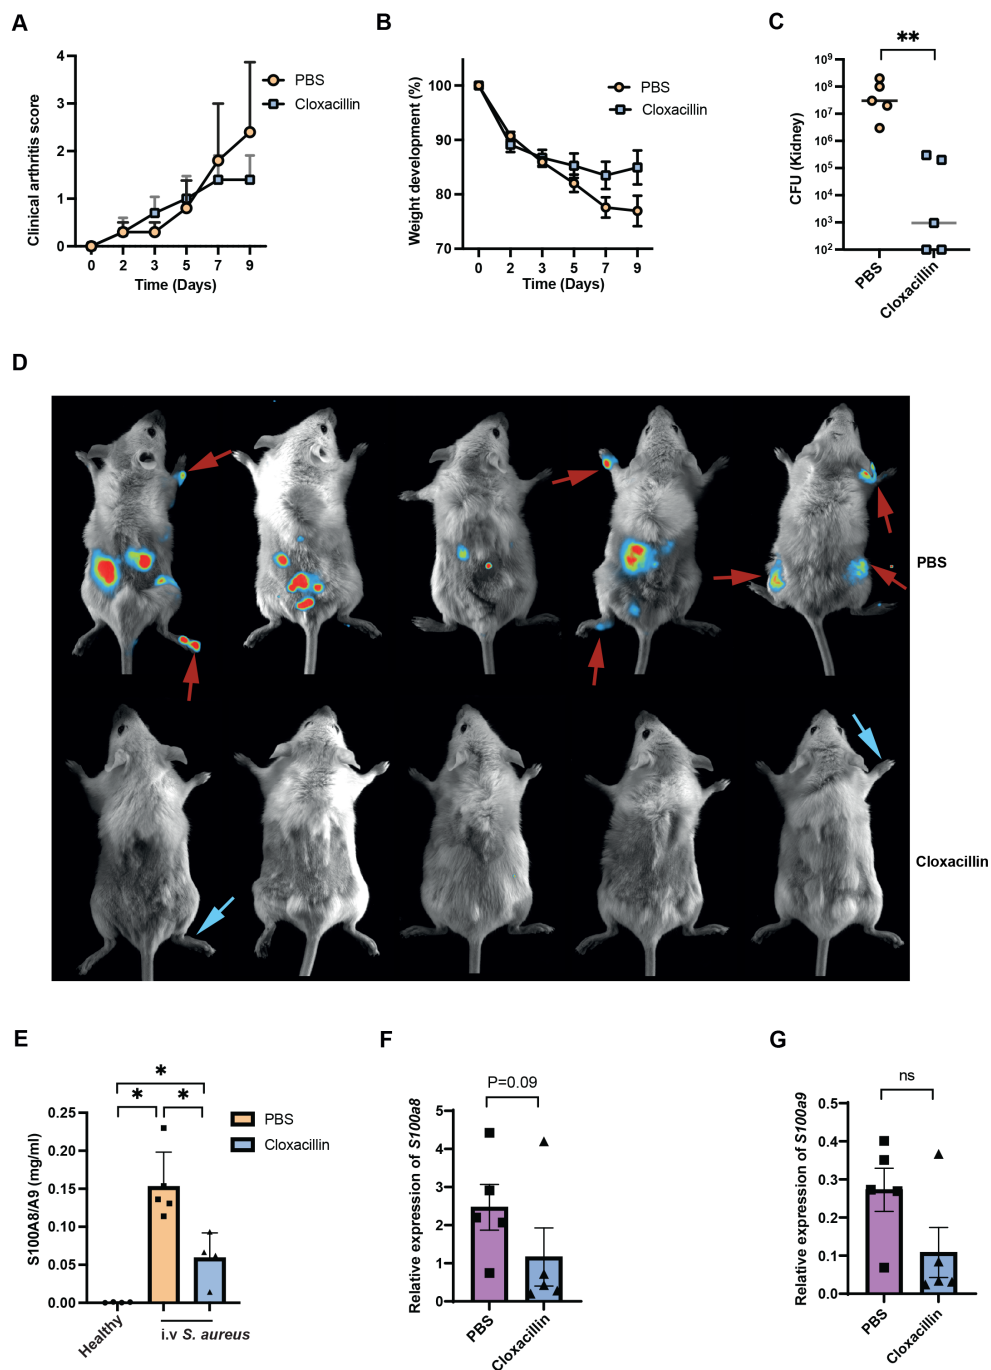 A
Clinical arthritis score
4
3
2
1
0
0 2 3 5 7 9
Time (Days)
PBS
Cloxacillin
B
Weight development (%)
100
90
80
70
0 2 3 5 7 9
Time (Days)
PBS
Cloxacillin
C
**
CFU (Kidney)
10⁹
10⁸
10⁷
10⁶
10⁵
10⁴
10³
10²
PBS
Cloxacillin
D
PBS
Cloxacillin
E
*
* *
S100A8/A9 (mg/ml)
0.25
0.20
0.15
0.10
0.05
0.00
Healthy
i.v S. aureus
PBS
Cloxacillin
F
P=0.09
Relative expression of S100a8
5
4
3
2
1
0
PBS
Cloxacillin
G
ns
Relative expression of S100a9
0.5
0.4
0.3
0.2
0.1
0.0
PBS
Cloxacillin